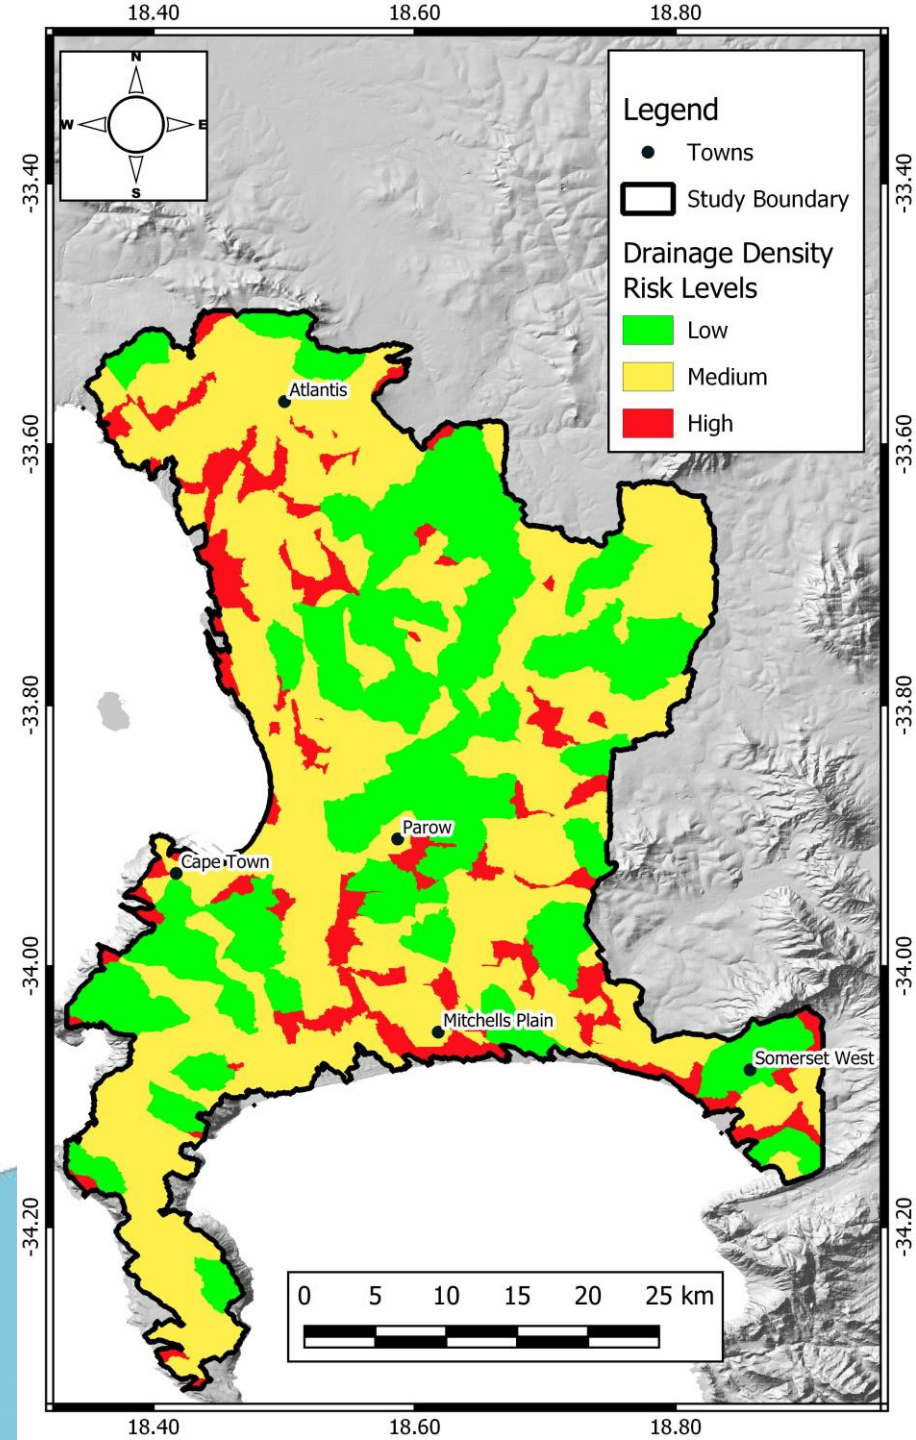 18.40
18.60
18.80
N
W
E
S
Legend
Towns
Study Boundary
Drainage Density
Risk Levels
Low
Medium
High
-33.40
-33.40
Atlantis
-33.60
-33.60
-33.80
-33.80
Parow
Cape Town
-34.00
-34.00
Mitchells Plain
Somerset West
-34.20
-34.20
0 5 10 15 20 25 km
18.40
18.60
18.80